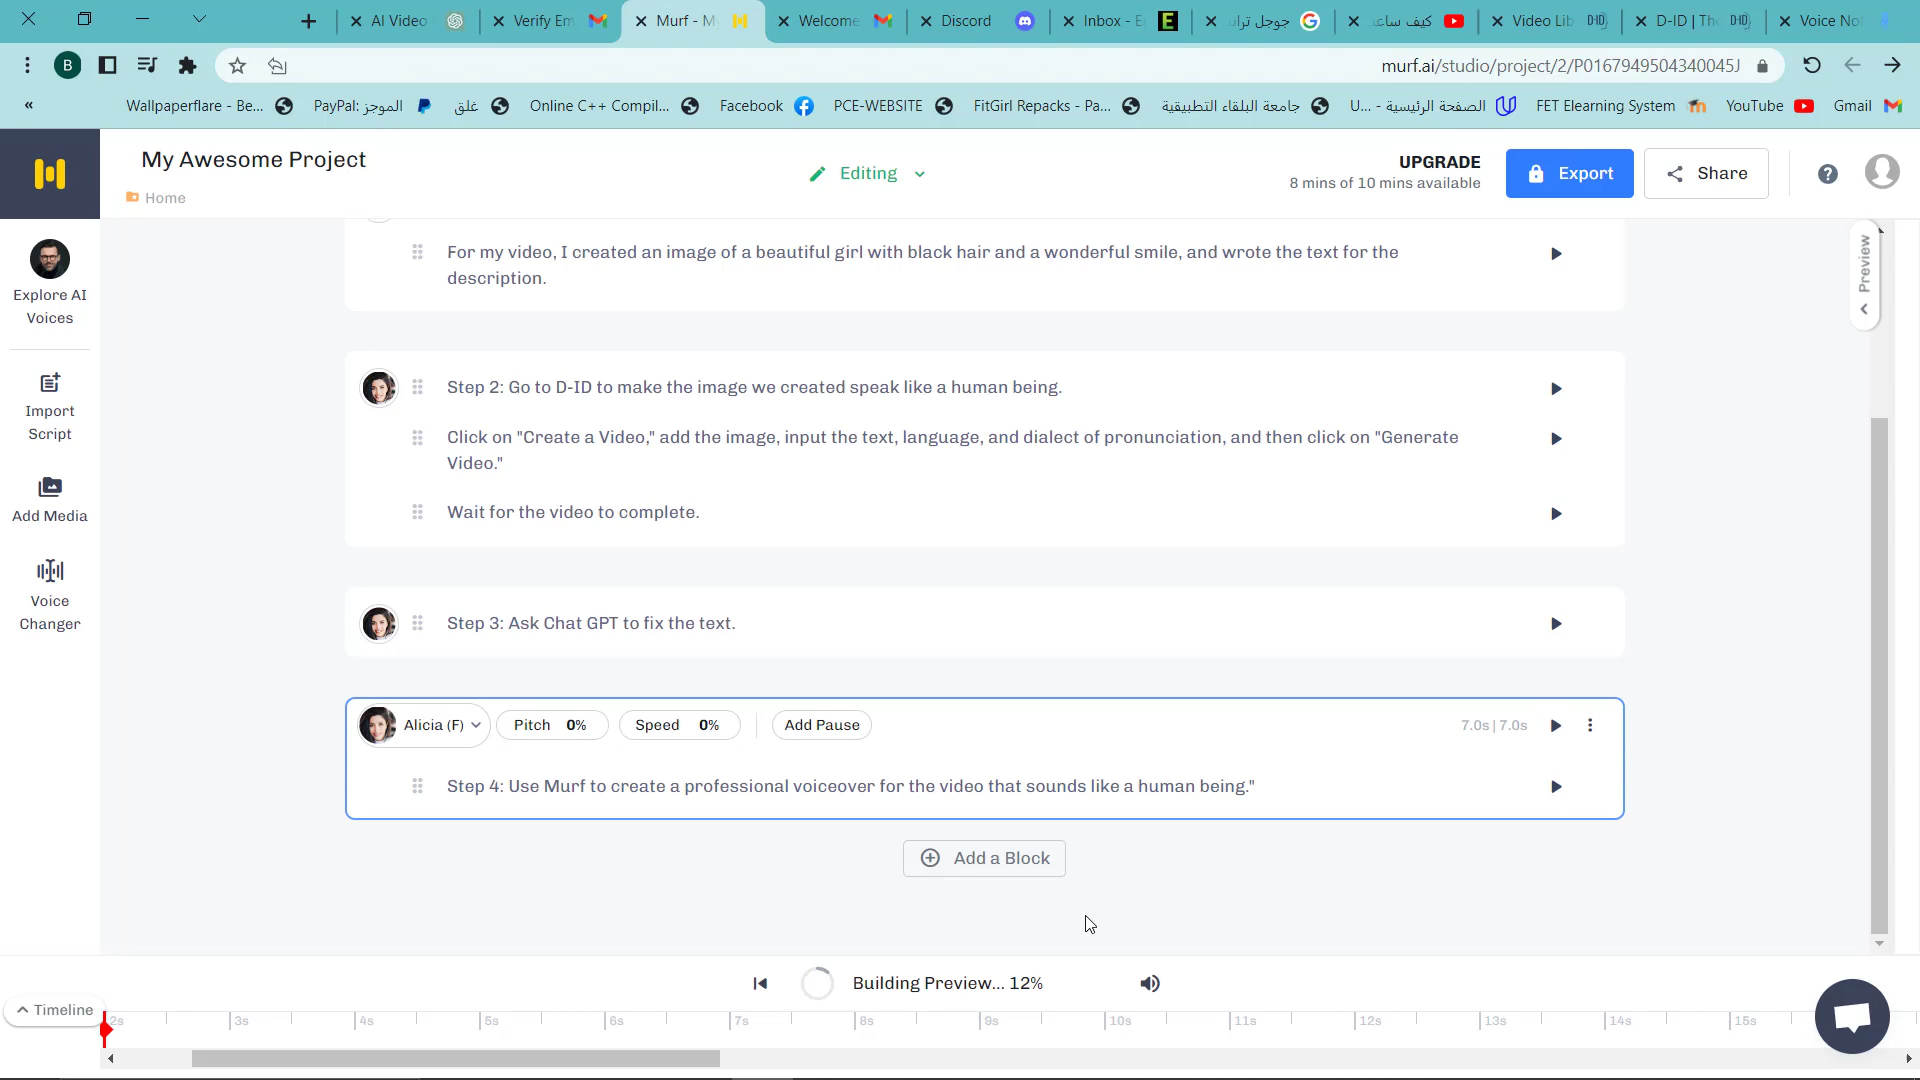 AI Video
Verify Em
Murf - My
Welcome
Discord
Inbox - E
جوجل ترا
كيف ساعد
Video Lib
D-ID | Th
Voice No
B
murf.ai/studio/project/2/P0167949504340045J
«
Wallpaperflare - Be...
PayPal: الموجز
غلق
Online C++ Compil...
Facebook
PCE-WEBSITE
FitGirl Repacks - Pa...
جامعة البلقاء التطبيقية
الصفحة الرئيسية - U...
FET Elearning System
YouTube
Gmail
My Awesome Project
Home
Editing
UPGRADE
8 mins of 10 mins available
Export
Share
Explore AI
Voices
Import
Script
Add Media
Voice
Changer
Preview
For my video, I created an image of a beautiful girl with black hair and a wonderful smile, and wrote the text for the
description.
Step 2: Go to D-ID to make the image we created speak like a human being.
Click on "Create a Video," add the image, input the text, language, and dialect of pronunciation, and then click on "Generate
Video."
Wait for the video to complete.
Step 3: Ask Chat GPT to fix the text.
Alicia (F)
Pitch 0%
Speed 0%
Add Pause
7.0s | 7.0s
Step 4: Use Murf to create a professional voiceover for the video that sounds like a human being."
Add a Block
Building Preview... 12%
Timeline
2s 3s 4s 5s 6s 7s 8s 9s 10s 11s 12s 13s 14s 15s